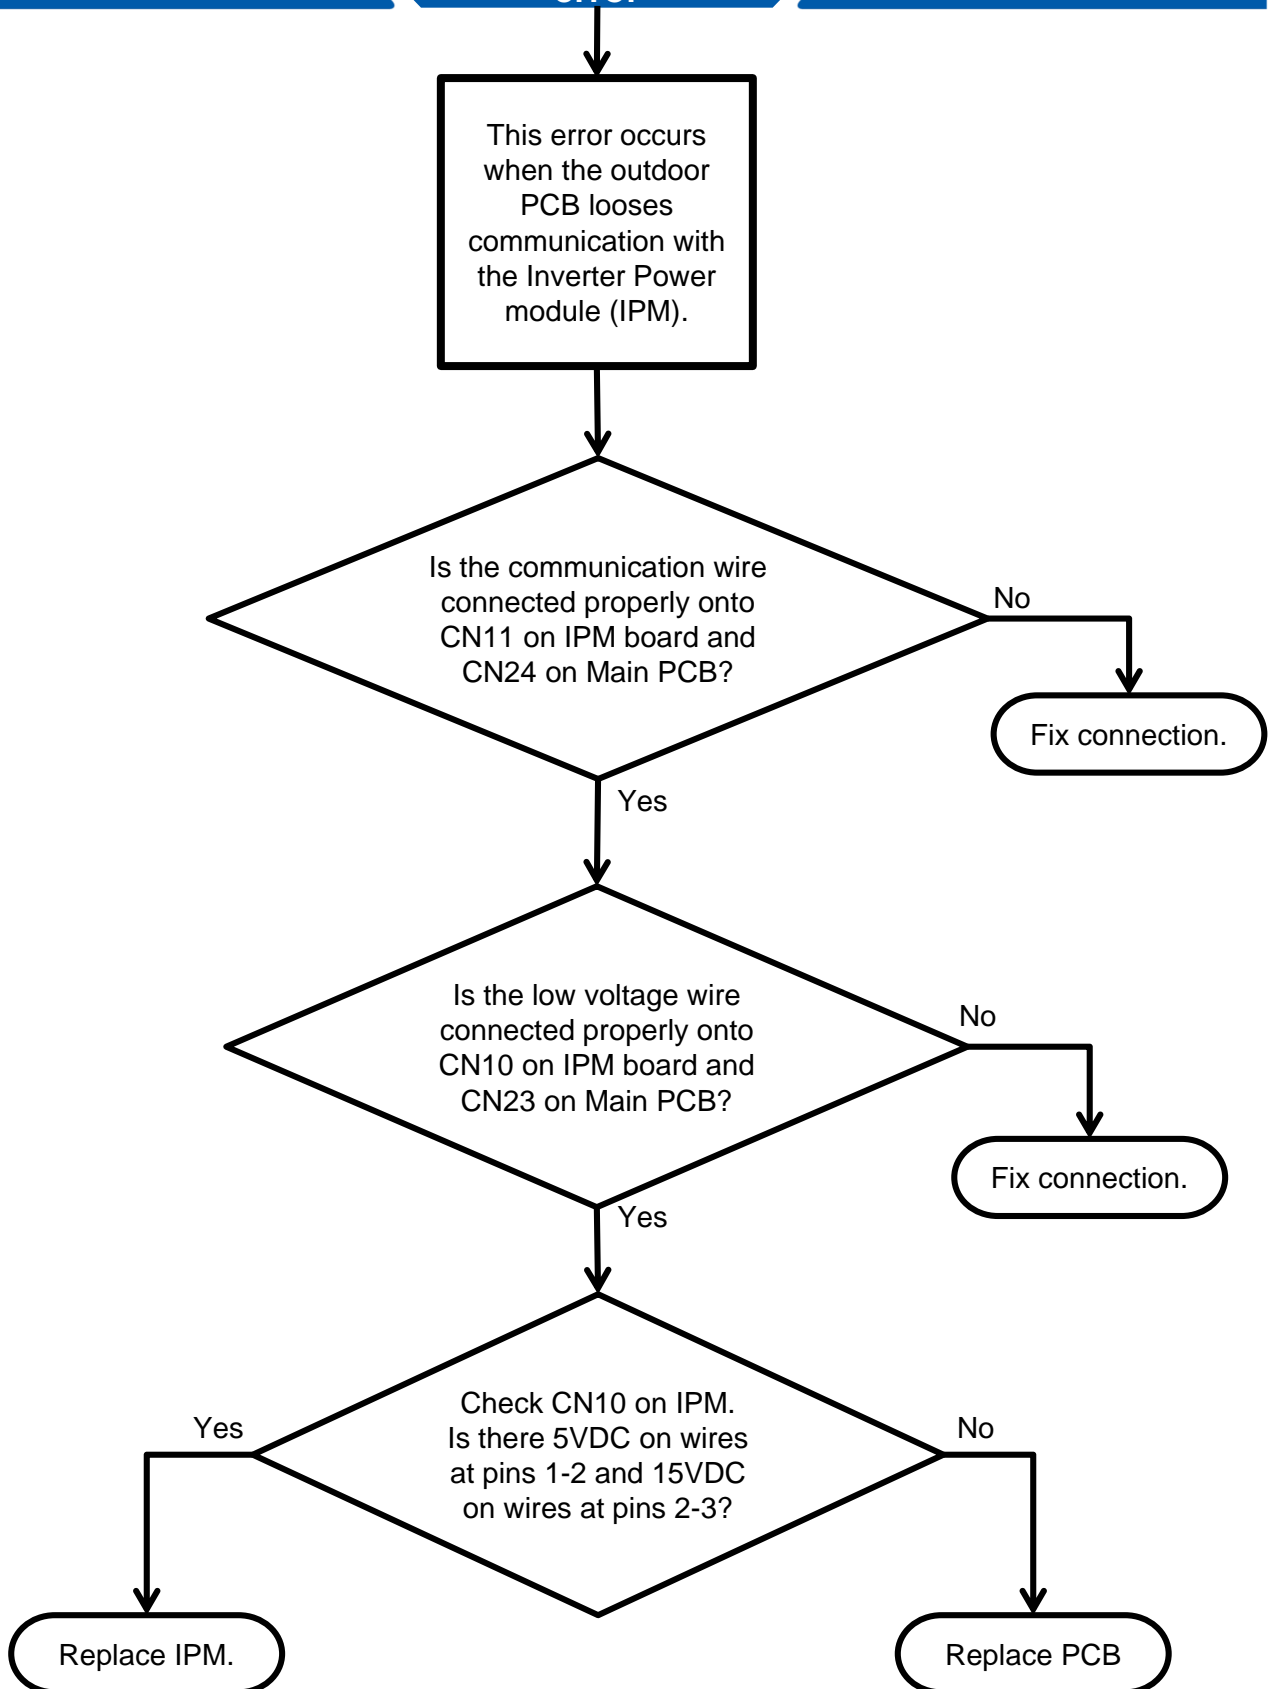 This error occurs
when the outdoor
PCB looses
communication with
the Inverter Power
module (IPM).
Is the communication wire
connected properly onto
CN11 on IPM board and
CN24 on Main PCB?
No
Fix connection.
Yes
Is the low voltage wire
connected properly onto
CN10 on IPM board and
CN23 on Main PCB?
No
Fix connection.
Yes
Check CN10 on IPM.
Is there 5VDC on wires
at pins 1-2 and 15VDC
on wires at pins 2-3?
Yes
No
Replace IPM.
Replace PCB